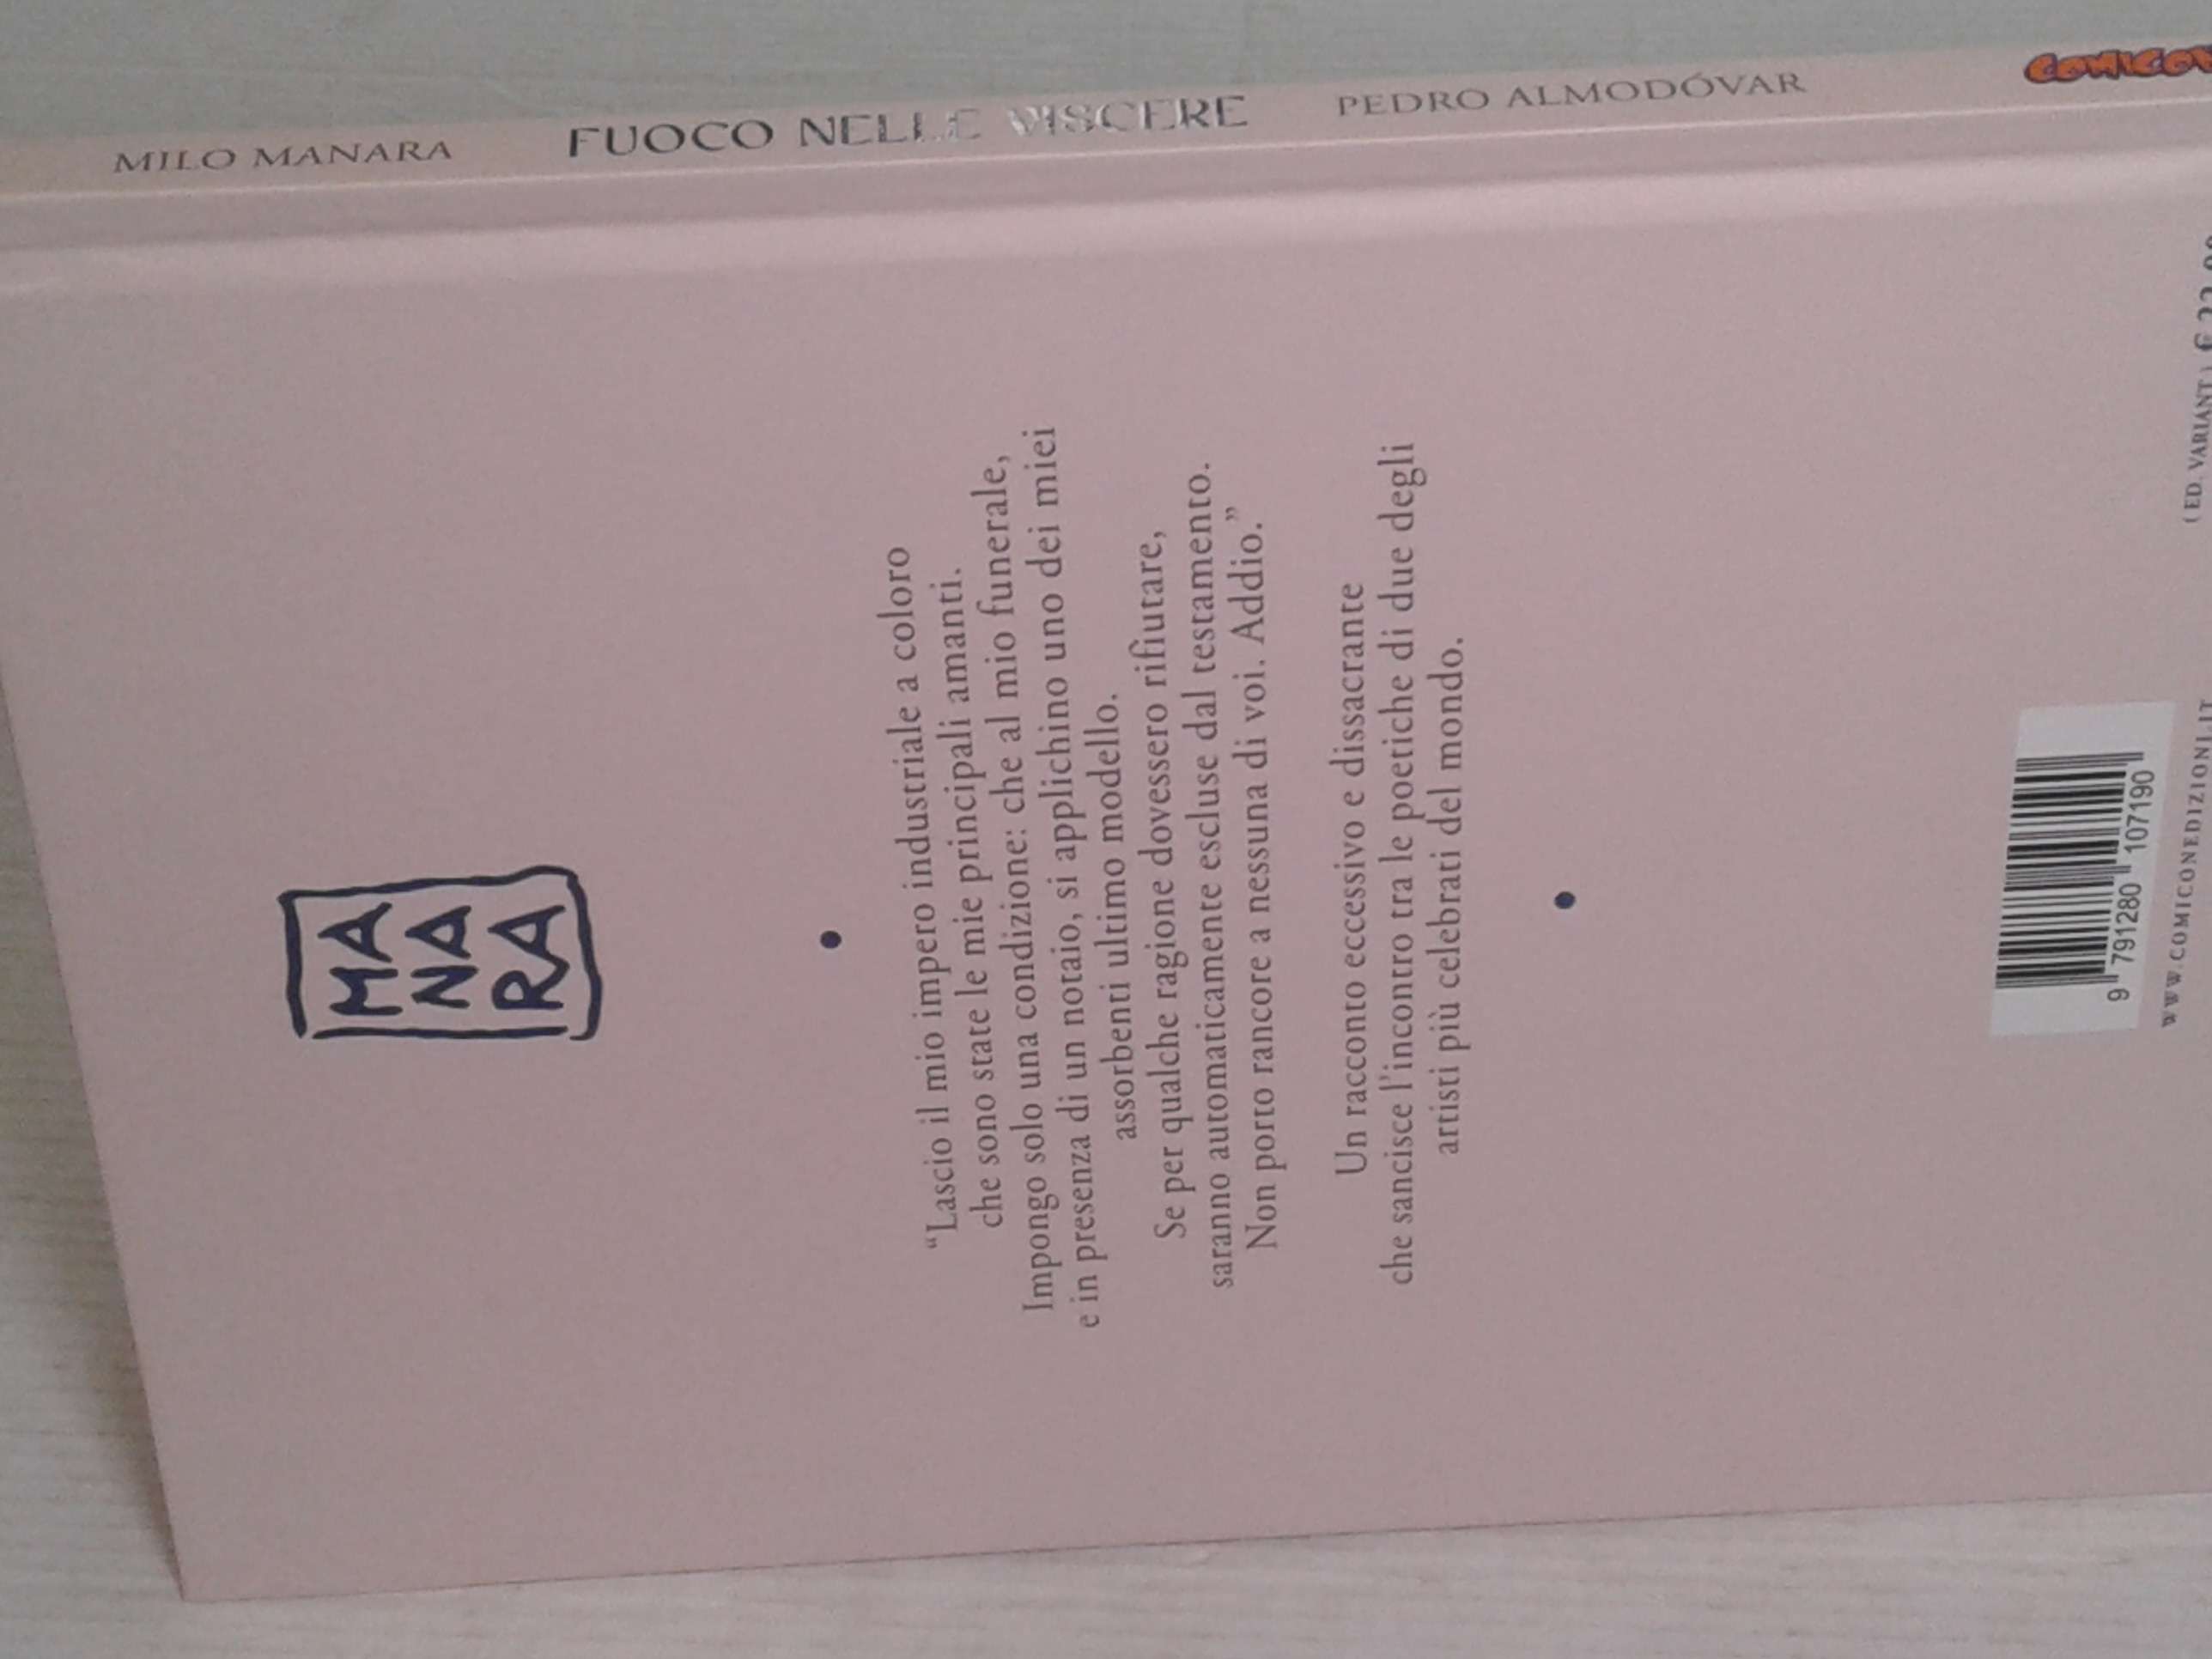 MILO MANARA
FUOCO NELLE VISCERE
PEDRO ALMODÓVAR
COMICON
MA
NA
RA
“Lascio il mio impero industriale a coloro
che sono state le mie principali amanti.
Impongo solo una condizione: che al mio funerale,
e in presenza di un notaio, si applichino uno dei miei
assorbenti ultimo modello.
Se per qualche ragione dovessero rifiutare,
saranno automaticamente escluse dal testamento.
Non porto rancore a nessuna di voi. Addio.”
Un racconto eccessivo e dissacrante
che sancisce l'incontro tra le poetiche di due degli
artisti più celebrati del mondo.
9 791280 107190
WWW.COMICONEDIZIONI.IT
(ED. VARIANT) €